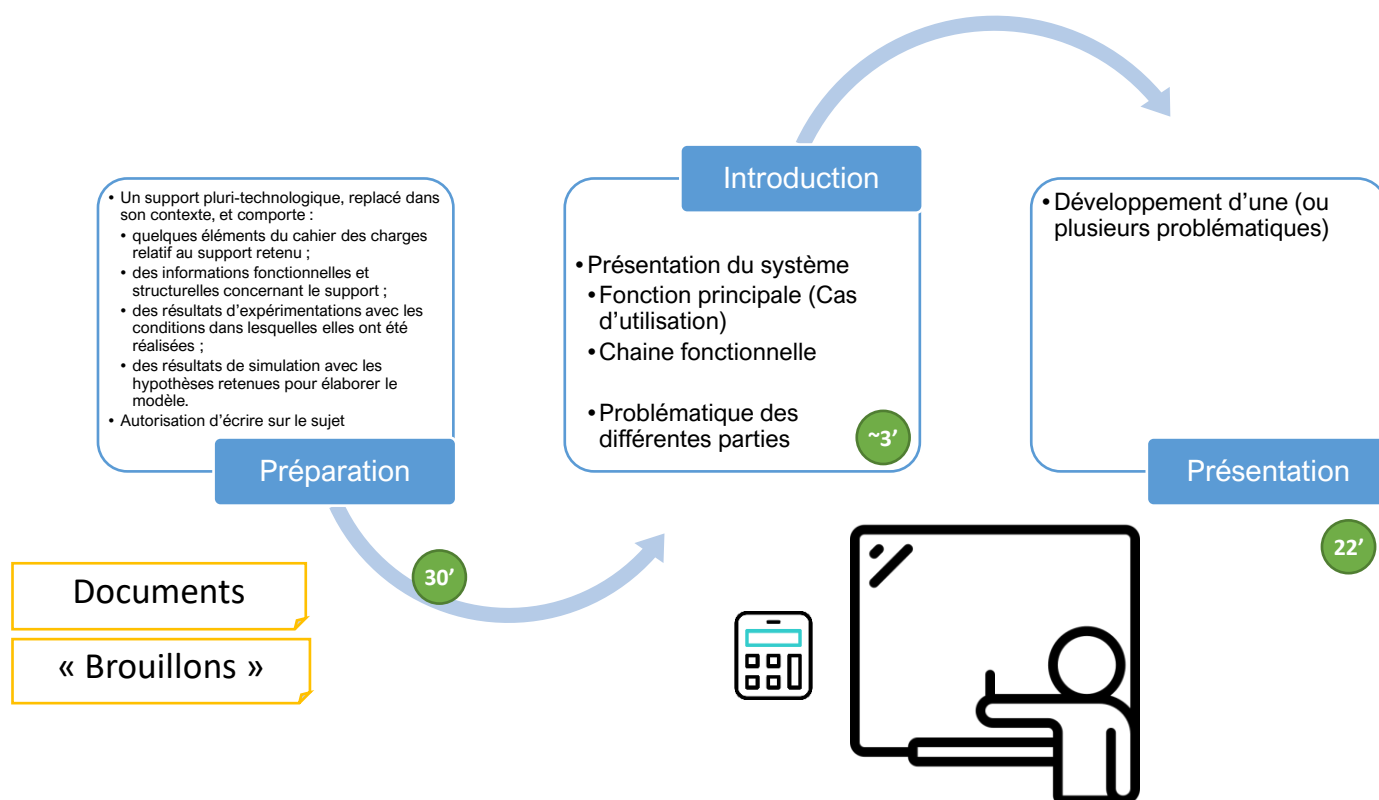 • Un support pluri-technologique, replacé dans
son contexte, et comporte :
• quelques éléments du cahier des charges
relatif au support retenu ;
• des informations fonctionnelles et
structurelles concernant le support ;
• des résultats d'expérimentations avec les
conditions dans lesquelles elles ont été
réalisées ;
• des résultats de simulation avec les
hypothèses retenues pour élaborer le
modèle.
• Autorisation d'écrire sur le sujet
Préparation
30'
Documents
« Brouillons »
Introduction
• Présentation du système
• Fonction principale (Cas
d'utilisation)
• Chaine fonctionnelle
• Problématique des
différentes parties
~3'
• Développement d'une (ou
plusieurs problématiques)
Présentation
22'